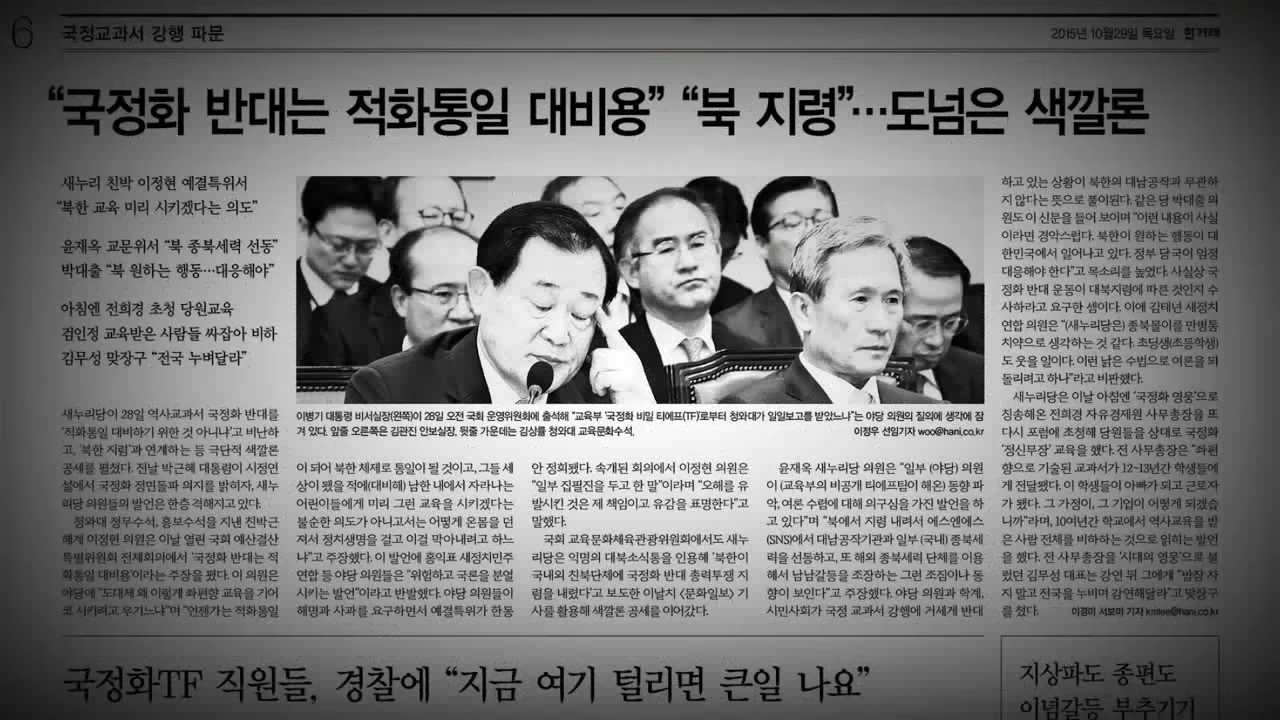 6
국정교과서 강행 파문
2015년 10월29일 목요일 한겨레
“국정화 반대는 적화통일 대비용” “북 지령”…도넘은 색깔론
새누리 친박 이정현 예결특위서
“북한 교육 미리 시키겠다는 의도”
윤재옥 교문위서 “북 종북세력 선동”
박대출 “북 원하는 행동…대응해야”
아침엔 전희경 초청 당원교육
검인정 교육받은 사람들 싸잡아 비하
김무성 맞장구 “전국 누벼달라”
이병기 대통령 비서실장(왼쪽)이 28일 오전 국회 운영위원회에 출석해 “교육부 ‘국정화 비밀 티에프(TF)로부터 청와대가 일일보고를 받았느냐”는 야당 의원의 질의에 생각에 잠
겨 있다. 앞줄 오른쪽은 김관진 안보실장, 뒷줄 가운데는 김상률 청와대 교육문화수석.
이정우 선임기자 woo@hani.co.kr
새누리당이 28일 역사교과서 국정화 반대를
‘적화통일 대비하기 위한 것 아니냐’고 비난하
고, ‘북한 지령’과 연계하는 등 극단적 색깔론
공세를 펼쳤다. 전날 박근혜 대통령이 시정연
설에서 국정화 정면돌파 의지를 밝히자, 새누
리당 의원들의 발언은 한층 격해지고 있다.
청와대 정무수석, 홍보수석을 지낸 친박근
혜계 이정현 의원은 이날 열린 국회 예산결산
특별위원회 전체회의에서 ‘국정화 반대는 적
화통일 대비용’이라는 주장을 폈다. 이 의원은
야당에 “도대체 왜 이렇게 좌편향 교육을 기어
코 시키려고 우기느냐”며 “언젠가는 적화통일
이 되어 북한 체제로 통일이 될 것이고, 그들 세
상이 됐을 적에(대비해) 남한 내에서 자라나는
어린이들에게 미리 그런 교육을 시키겠다는
불순한 의도가 아니고서는 어떻게 온몸을 던
져서 정치생명을 걸고 이걸 막아내려고 하느
냐”고 주장했다. 이 발언에 홍익표 새정치민주
연합 등 야당 의원들은 “위험하고 국론을 분열
시키는 발언”이라고 반발했다. 야당 의원들이
해명과 사과를 요구하면서 예결특위가 한동
안 정회됐다. 속개된 회의에서 이정현 의원은
“일부 집필진을 두고 한 말”이라며 “오해를 유
발시킨 것은 제 책임이고 유감을 표명한다”고
말했다.
국회 교육문화체육관광위원회에서도 새누
리당은 익명의 대북소식통을 인용해 ‘북한이
국내외 친북단체에 국정화 반대 총력투쟁 지
령을 내렸다’고 보도한 이날치 〈문화일보〉 기
사를 활용해 색깔론 공세를 이어갔다.
윤재옥 새누리당 의원은 “일부 (야당) 의원
이 (교육부의 비공개 티에프팀이 해온) 동향 파
악, 여론 수렴에 대해 의구심을 가진 발언을 하
고 있다”며 “북에서 지령 내려서 에스엔에스
(SNS)에서 대남공작기관과 일부 (국내) 종북세
력을 선동하고, 또 해외 종북세력 단체를 이용
해서 남남갈등을 조장하는 그런 조짐이나 동
향이 보인다”고 주장했다. 야당 의원과 학계,
시민사회가 국정 교과서 강행에 거세게 반대
하고 있는 상황이 북한의 대남공작과 무관하
지 않다는 뜻으로 풀이된다. 같은 당 박대출 의
원도 이 신문을 들어 보이며 “이런 내용이 사실
이라면 경악스럽다. 북한이 원하는 행동이 대
한민국에서 일어나고 있다. 정부 당국이 엄정
대응해야 한다”고 목소리를 높였다. 사실상 국
정화 반대 운동이 대북지령에 따른 것인지 수
사하라고 요구한 셈이다. 이에 김태년 새정치
연합 의원은 “(새누리당은) 종북몰이를 만병통
치약으로 생각하는 것 같다. 초딩생(초등학생)
도 웃을 일이다. 이런 낡은 수법으로 여론을 되
돌리려고 하나”라고 비판했다.
새누리당은 이날 아침엔 ‘국정화 영웅’으로
칭송해온 전희경 자유경제원 사무총장을 또
다시 포럼에 초청해 당원들을 상대로 국정화
‘정신무장’ 교육을 했다. 전 사무총장은 “좌편
향으로 기술된 교과서가 12~13년간 학생들에
게 전달됐다. 이 학생들이 아빠가 되고 근로자
가 됐다. 그 가정이, 그 기업이 어떻게 되겠습
니까”라며, 10여년간 학교에서 역사교육을 받
은 사람 전체를 비하하는 것으로 읽히는 발언
을 했다. 전 사무총장을 ‘시대의 영웅’으로 불
렀던 김무성 대표는 강연 뒤 그에게 “밤잠 자
지 말고 전국을 누비며 강연해달라”고 맞장구
를 쳤다.
이경미 서보미 기자 kmlee@hani.co.kr
국정화TF 직원들, 경찰에 “지금 여기 털리면 큰일 나요”
지상파도 종편도
이념갈등 부추기기